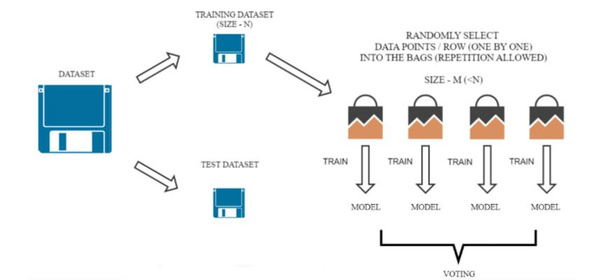 TRAINING DATASET
(SIZE - N)
DATASET
TEST DATASET
RANDOMLY SELECT
DATA POINTS / ROW (ONE BY ONE)
INTO THE BAGS (REPETITION ALLOWED)
SIZE - M (<N)
TRAIN TRAIN TRAIN TRAIN
MODEL MODEL MODEL MODEL
VOTING